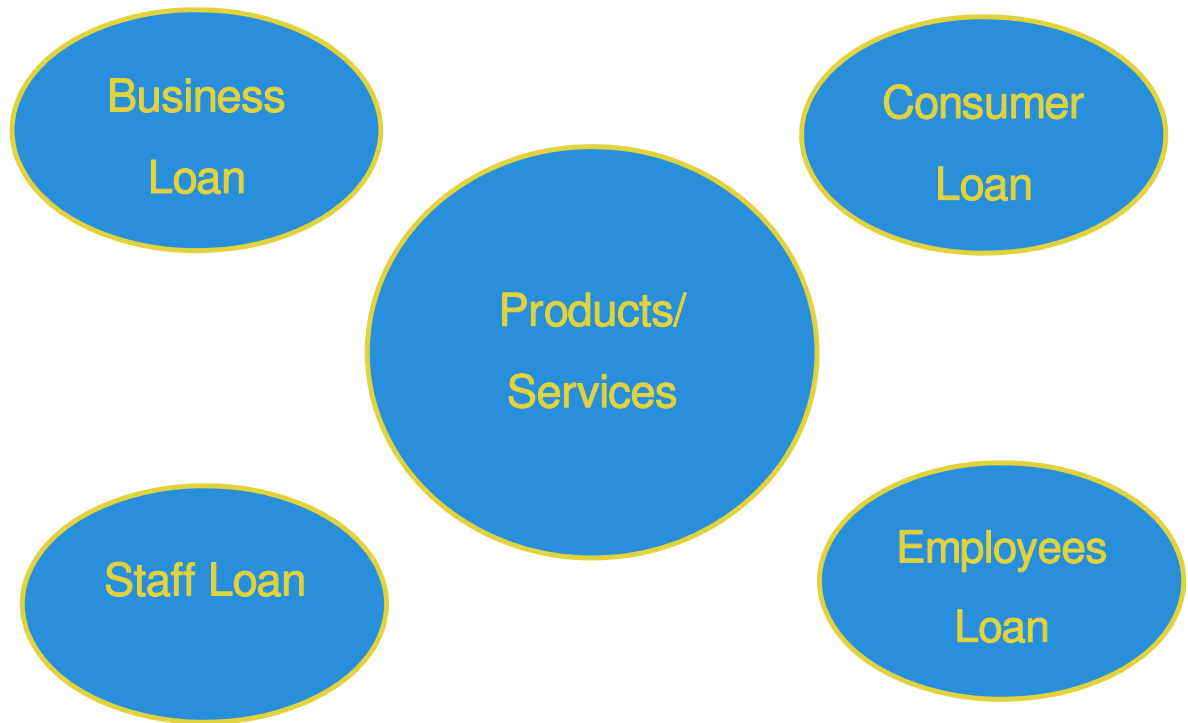 Business
Loan
Consumer
Loan
Products/
Services
Staff Loan
Employees
Loan